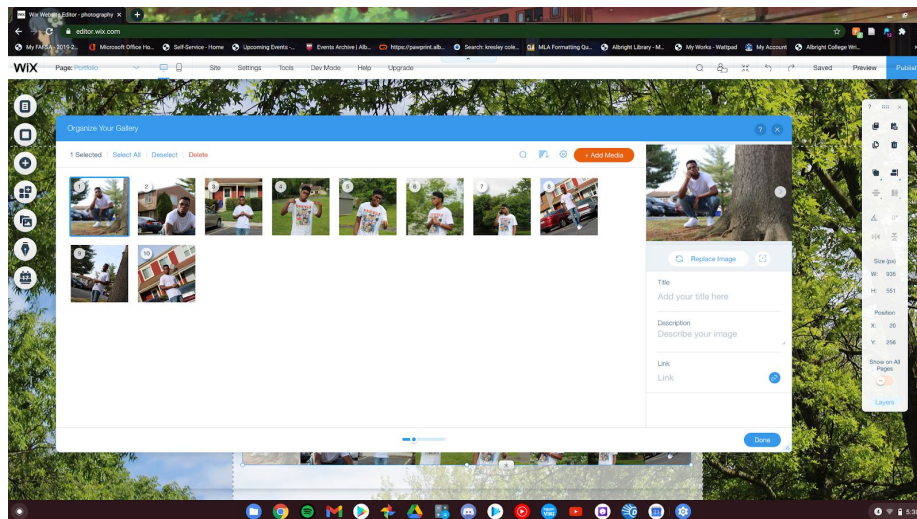 Wix Website Editor - photography
editor.wix.com
My FAFSA - 2019-2...
Microsoft Office Ho...
Self-Service - Home
Upcoming Events -...
Events Archive | Alb...
https://pawprint.alb...
Search: kresley cole...
MLA Formatting Qu...
Albright Library - M...
My Works - Wattpad
My Account
Albright College Wri...
WiX
Page: Portfolio
Site
Settings
Tools
Dev Mode
Help
Upgrade
Saved
Preview
Publish
Organize Your Gallery
1 Selected | Select All | Deselect | Delete
+ Add Media
1
2
3
4
5
6
7
8
9
10
Replace Image
Title
Add your title here
Description
Describe your image
Link
Link
Done
Size (px)
W: 935
H: 551
Position
X: 20
Y: 256
Show on All
Pages
Layers